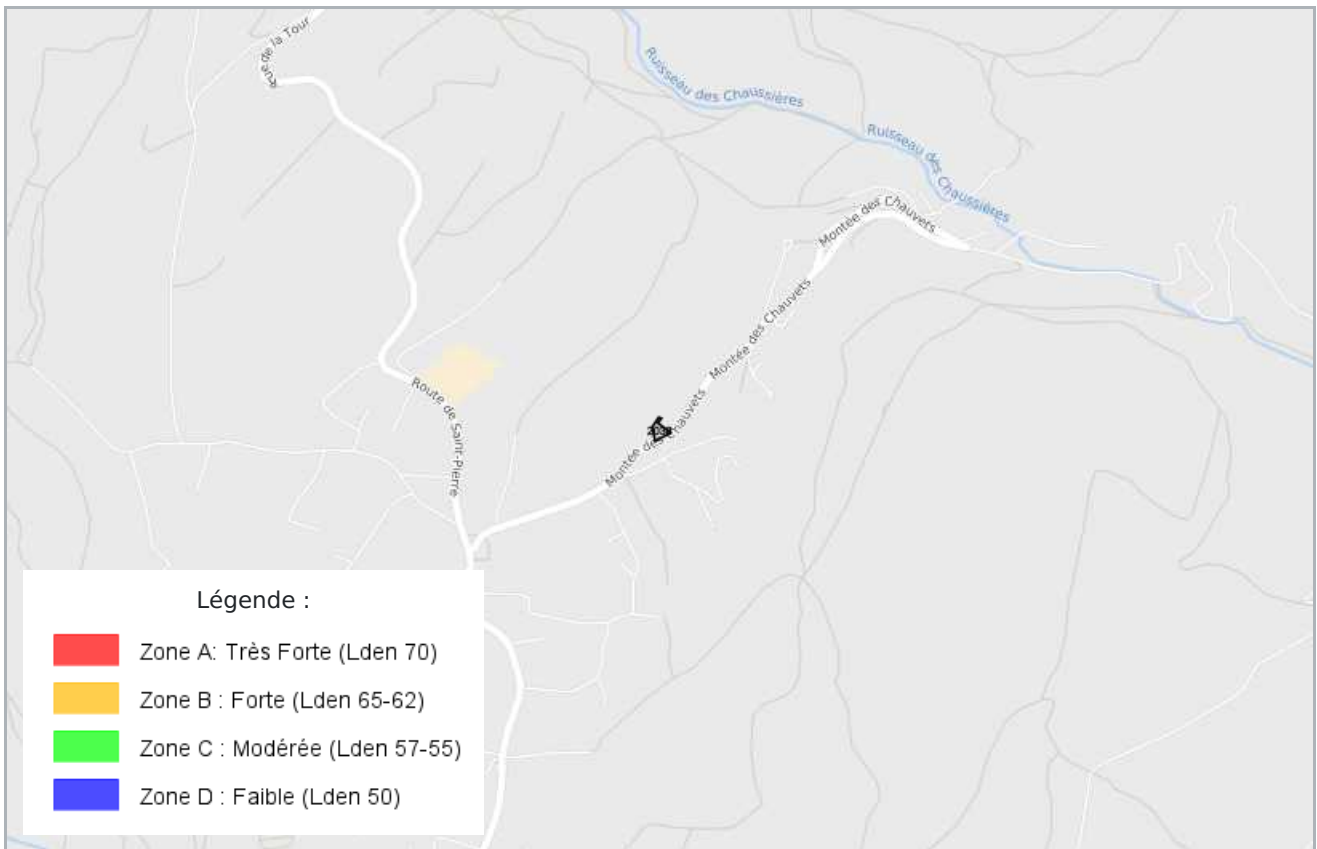 Rue de la Tour
Ruisseau des Chaussières
Ruisseau des Chaussières
Montée des Chauvets
Montée des Chauvets
Route de Saint-Pierre
Montée des Chauvets
Légende :
Zone A: Très Forte (Lden 70)
Zone B : Forte (Lden 65-62)
Zone C : Modérée (Lden 57-55)
Zone D : Faible (Lden 50)